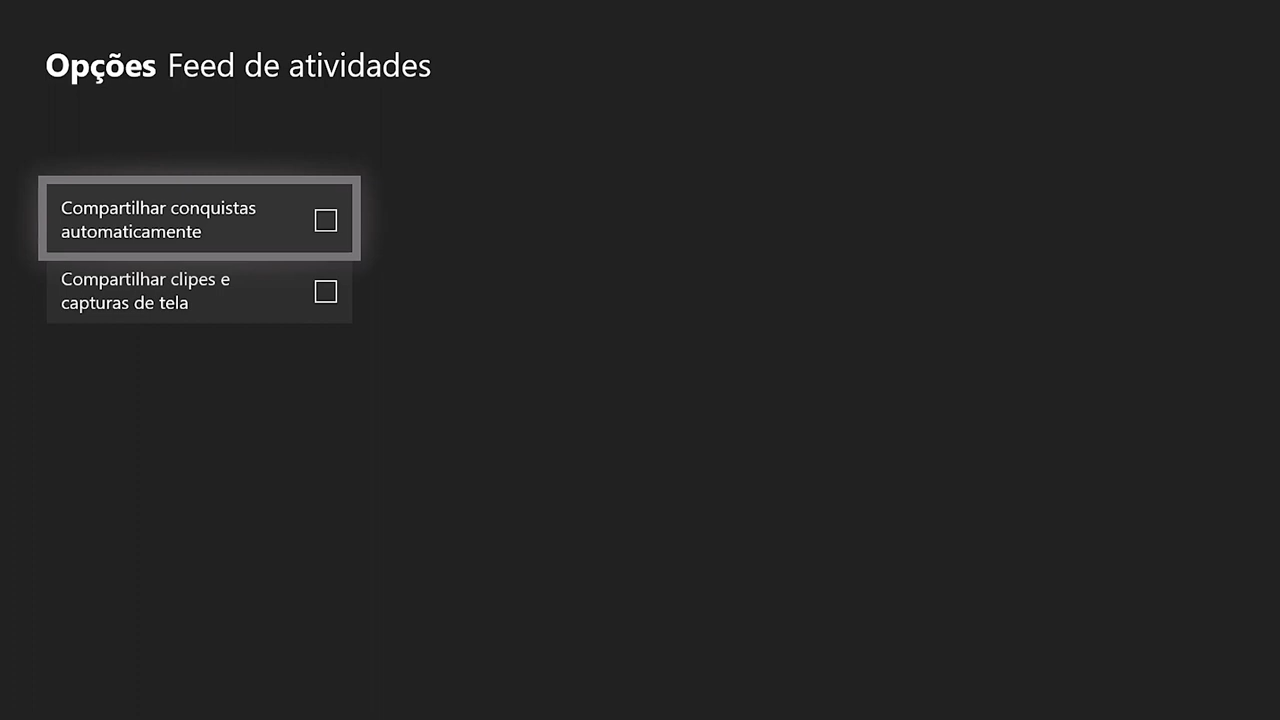 Opções Feed de atividades
Compartilhar conquistas
automaticamente
Compartilhar clipes e
capturas de tela